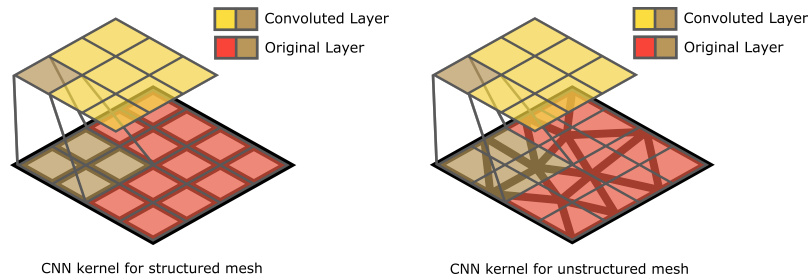 Convoluted Layer
Original Layer
Convoluted Layer
Original Layer
CNN kernel for structured mesh
CNN kernel for unstructured mesh